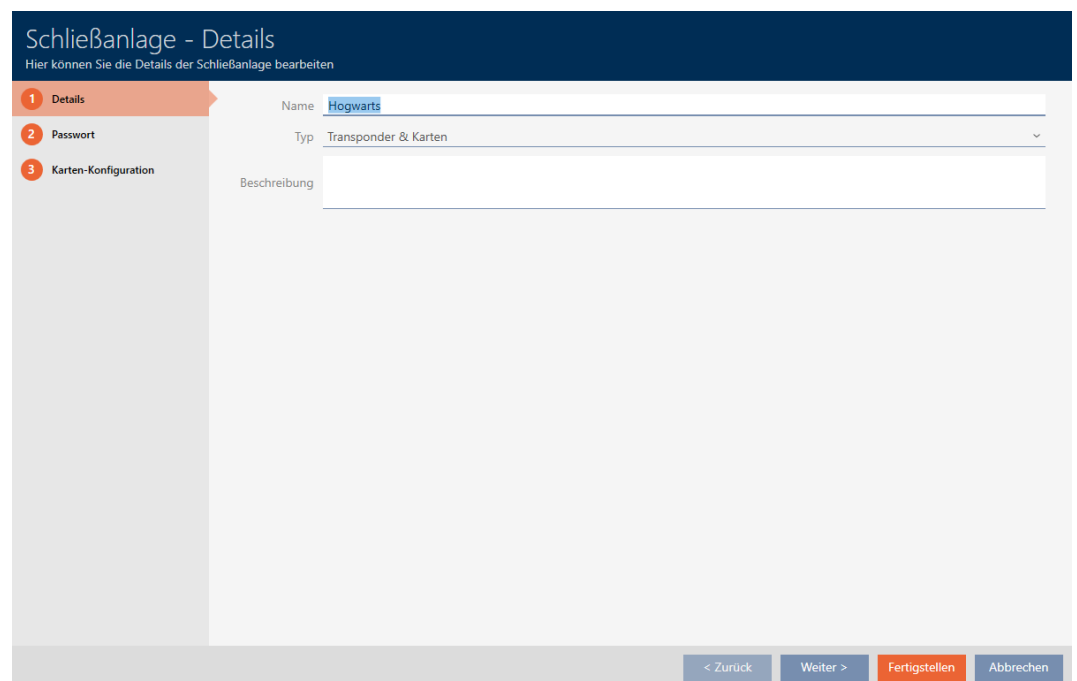 Schließanlage - Details
Hier können Sie die Details der Schließanlage bearbeiten
1 Details
2 Passwort
3 Karten-Konfiguration
Name Hogwarts
Typ Transponder & Karten
Beschreibung
< Zurück Weiter > Fertigstellen Abbrechen